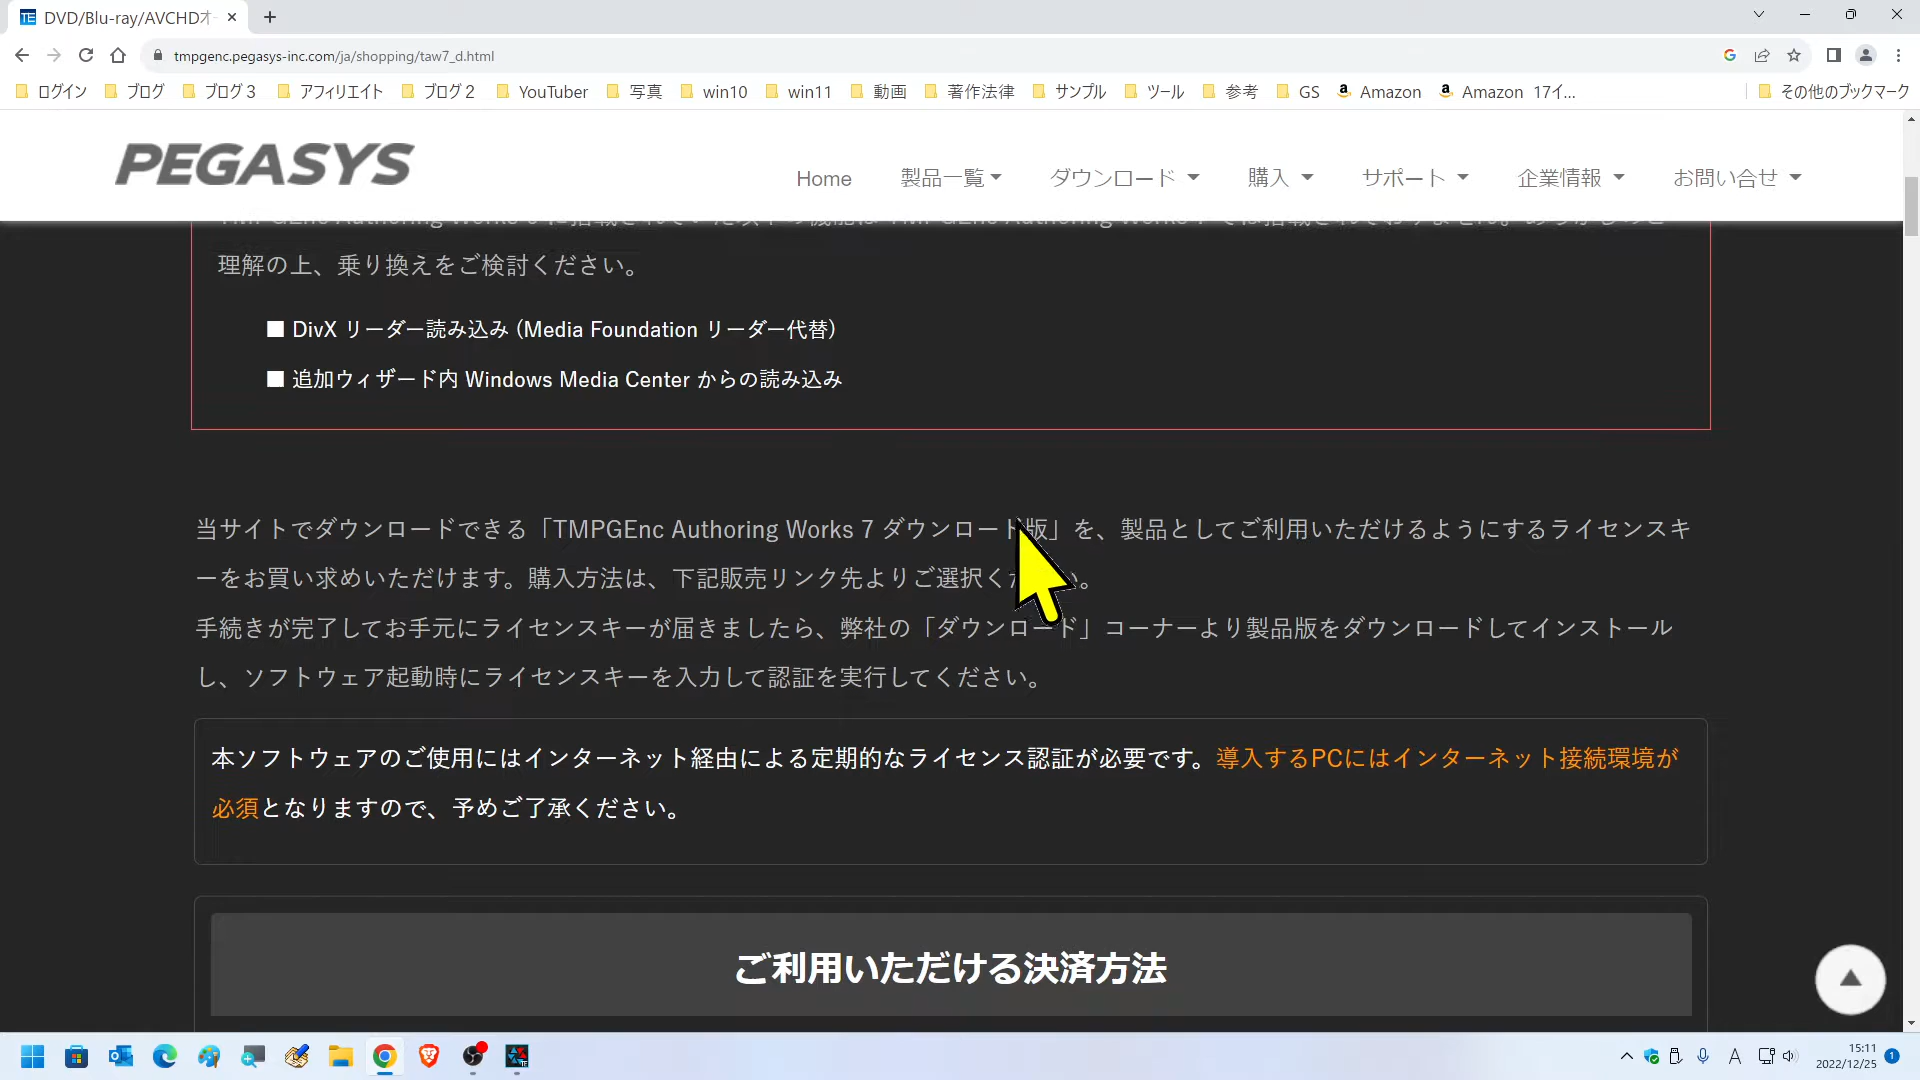 DVD/Blu-ray/AVCHDオー
tmpgenc.pegasys-inc.com/ja/shopping/taw7_d.html
ログイン ブログ ブログ3 アフィリエイト ブログ2 YouTuber 写真 win10 win11 動画 著作法律 サンプル ツール 参考 GS Amazon Amazon 17イ... その他のブックマーク
PEGASYS
Home 製品一覧 ダウンロード 購入 サポート 企業情報 お問い合せ
理解の上、乗り換えをご検討ください。
■ DivX リーダー読み込み (Media Foundation リーダー代替)
■ 追加ウィザード内 Windows Media Center からの読み込み
当サイトでダウンロードできる「TMPGEnc Authoring Works 7 ダウンロード版」を、製品としてご利用いただけるようにするライセンスキ
ーをお買い求めいただけます。購入方法は、下記販売リンク先よりご選択く 。
手続きが完了してお手元にライセンスキーが届きましたら、弊社の「ダウンロード」コーナーより製品版をダウンロードしてインストール
し、ソフトウェア起動時にライセンスキーを入力して認証を実行してください。
本ソフトウェアのご使用にはインターネット経由による定期的なライセンス認証が必要です。導入するPCにはインターネット接続環境が
必須となりますので、予めご了承ください。
ご利用いただける決済方法
A
15:11
2022/12/25
1